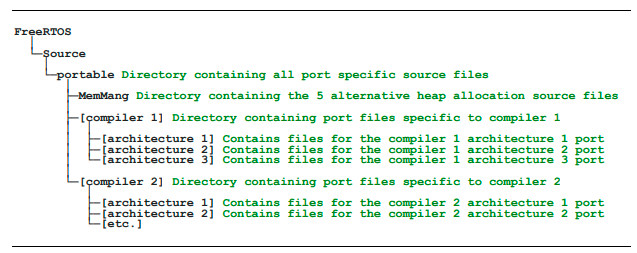 FreeRTOS
Source
portable Directory containing all port specific source files
MemMang Directory containing the 5 alternative heap allocation source files
[compiler 1] Directory containing port files specific to compiler 1
[architecture 1] Contains files for the compiler 1 architecture 1 port
[architecture 2] Contains files for the compiler 1 architecture 2 port
[architecture 3] Contains files for the compiler 1 architecture 3 port
[compiler 2] Directory containing port files specific to compiler 2
[architecture 1] Contains files for the compiler 2 architecture 1 port
[architecture 2] Contains files for the compiler 2 architecture 2 port
[etc.]